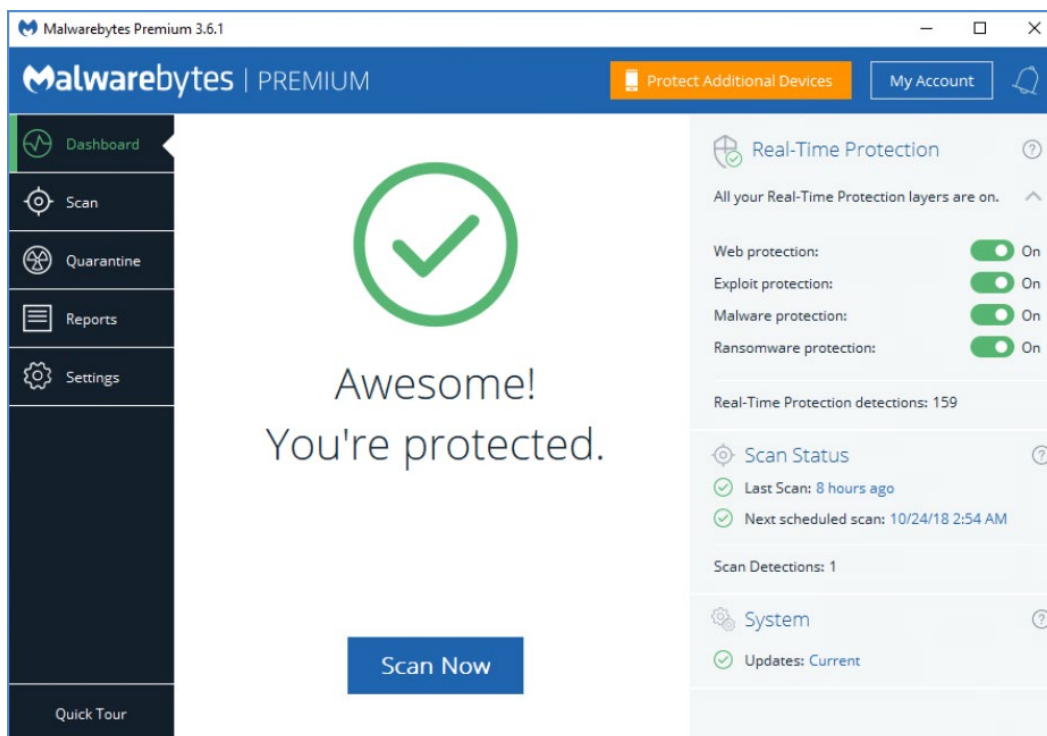 Malwarebytes Premium 3.6.1
Malwarebytes | PREMIUM
Protect Additional Devices
My Account
Dashboard
Scan
Quarantine
Reports
Settings
Quick Tour
Awesome!
You're protected.
Scan Now
Real-Time Protection
All your Real-Time Protection layers are on.
Web protection: On
Exploit protection: On
Malware protection: On
Ransomware protection: On
Real-Time Protection detections: 159
Scan Status
Last Scan: 8 hours ago
Next scheduled scan: 10/24/18 2:54 AM
Scan Detections: 1
System
Updates: Current